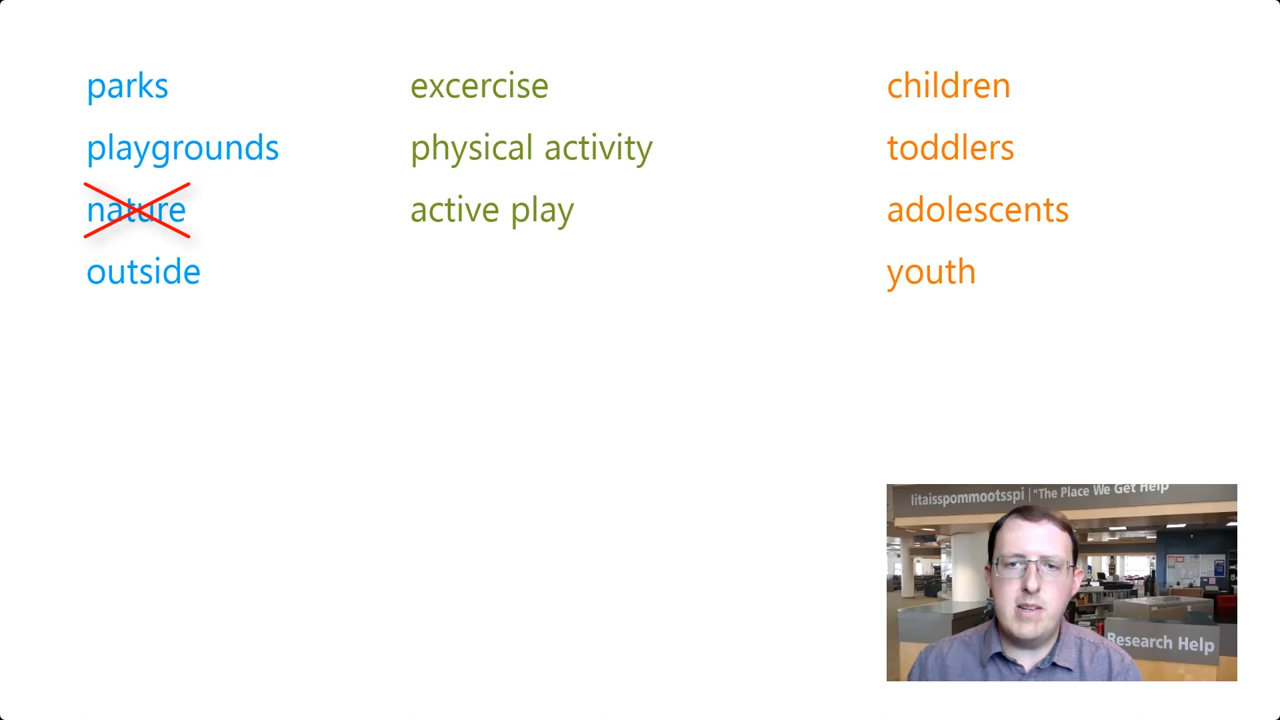 parks
playgrounds
nature
outside
excercise
physical activity
active play
children
toddlers
adolescents
youth
litaisspommootsspi | "The Place We Get Help
Research Help